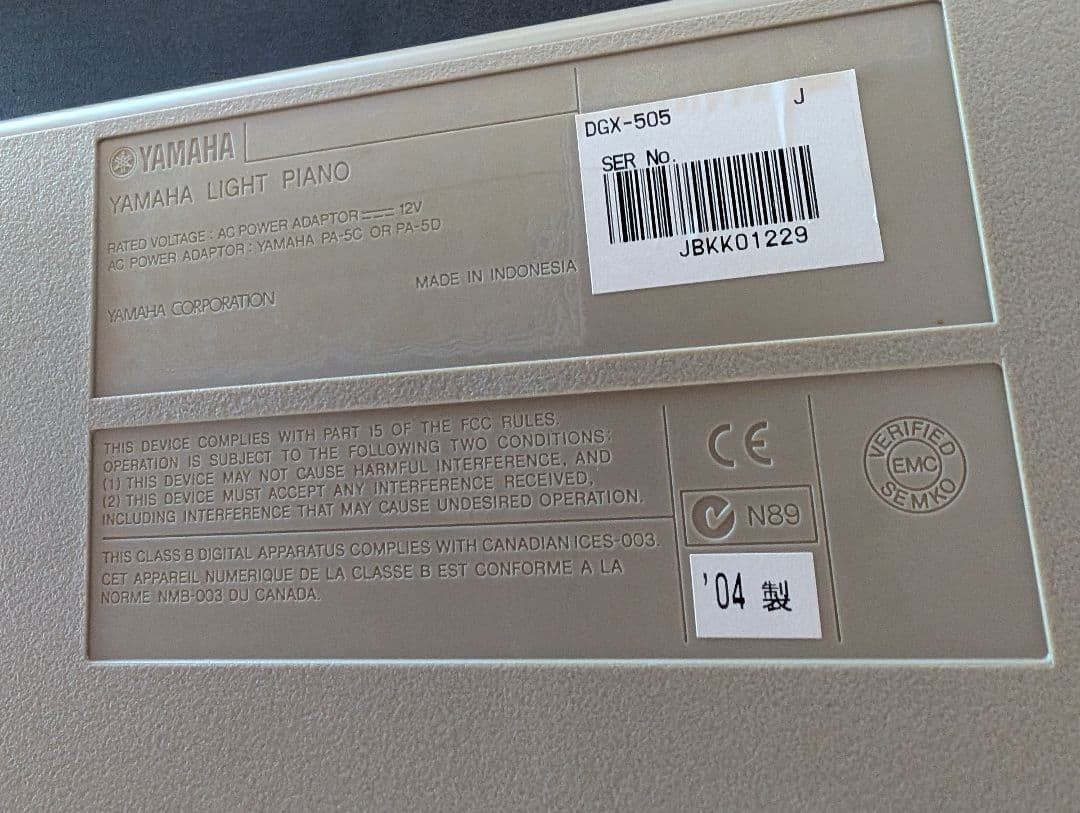 YAMAHA
YAMAHA LIGHT PIANO
RATED VOLTAGE : AC POWER ADAPTOR ⎓ 12V
AC POWER ADAPTOR : YAMAHA PA-5C OR PA-5D
YAMAHA CORPORATION
MADE IN INDONESIA
J
DGX-505
SER No.
JBKK01229
THIS DEVICE COMPLIES WITH PART 15 OF THE FCC RULES.
OPERATION IS SUBJECT TO THE FOLLOWING TWO CONDITIONS:
(1) THIS DEVICE MAY NOT CAUSE HARMFUL INTERFERENCE, AND
(2) THIS DEVICE MUST ACCEPT ANY INTERFERENCE RECEIVED,
INCLUDING INTERFERENCE THAT MAY CAUSE UNDESIRED OPERATION.
THIS CLASS B DIGITAL APPARATUS COMPLIES WITH CANADIAN ICES-003.
CET APPAREIL NUMERIQUE DE LA CLASSE B EST CONFORME A LA
NORME NMB-003 DU CANADA.
CE
N89
'04 製
VERIFIED
EMC
SEMKO